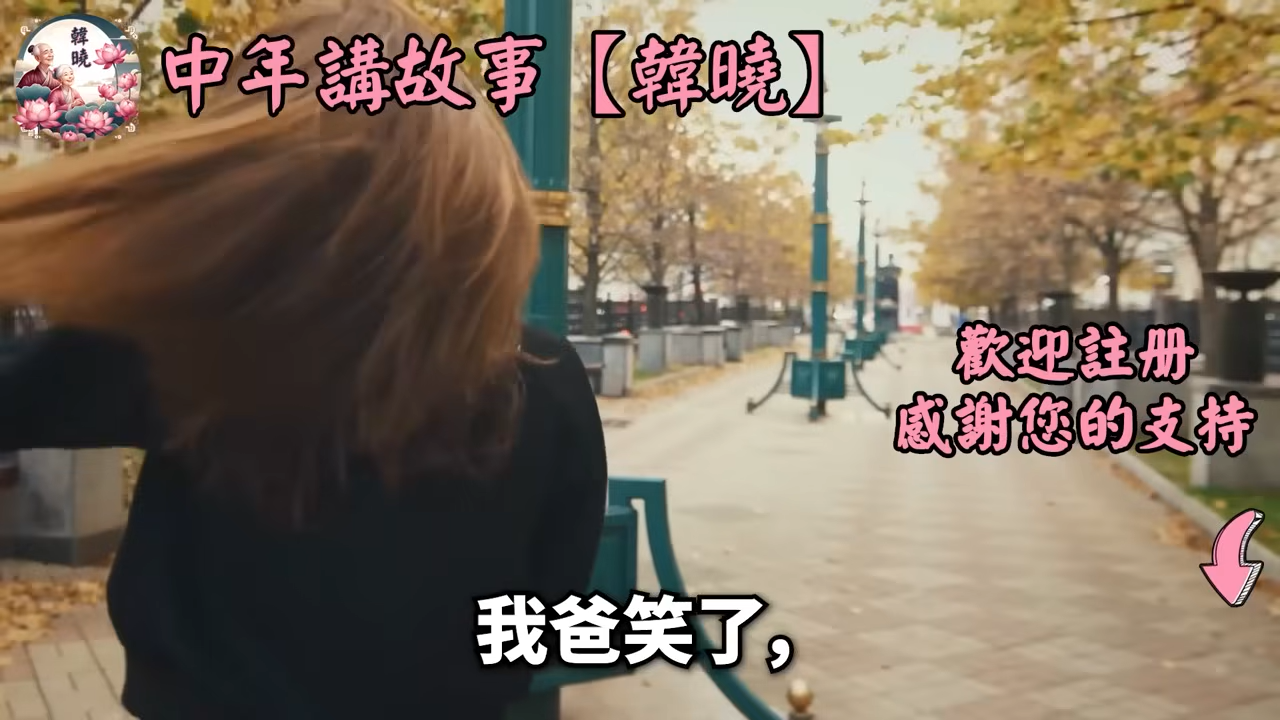 韓曉
中年講故事【韓曉】
歡迎註册
感謝您的支持
我爸笑了，